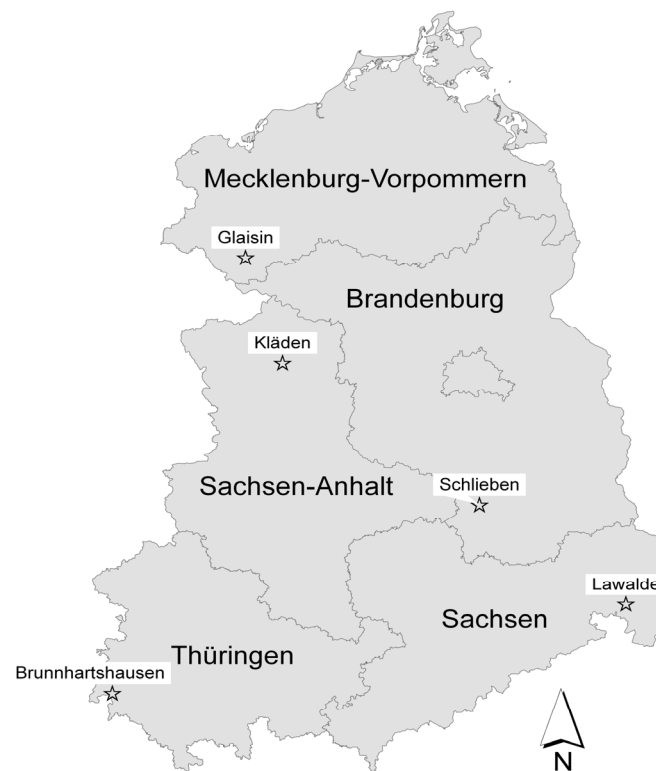 Mecklenburg-Vorpommern
Glaisin
Brandenburg
Kläden
Sachsen-Anhalt
Schlieben
Lawalde
Sachsen
Thüringen
Brunnhartshausen
N